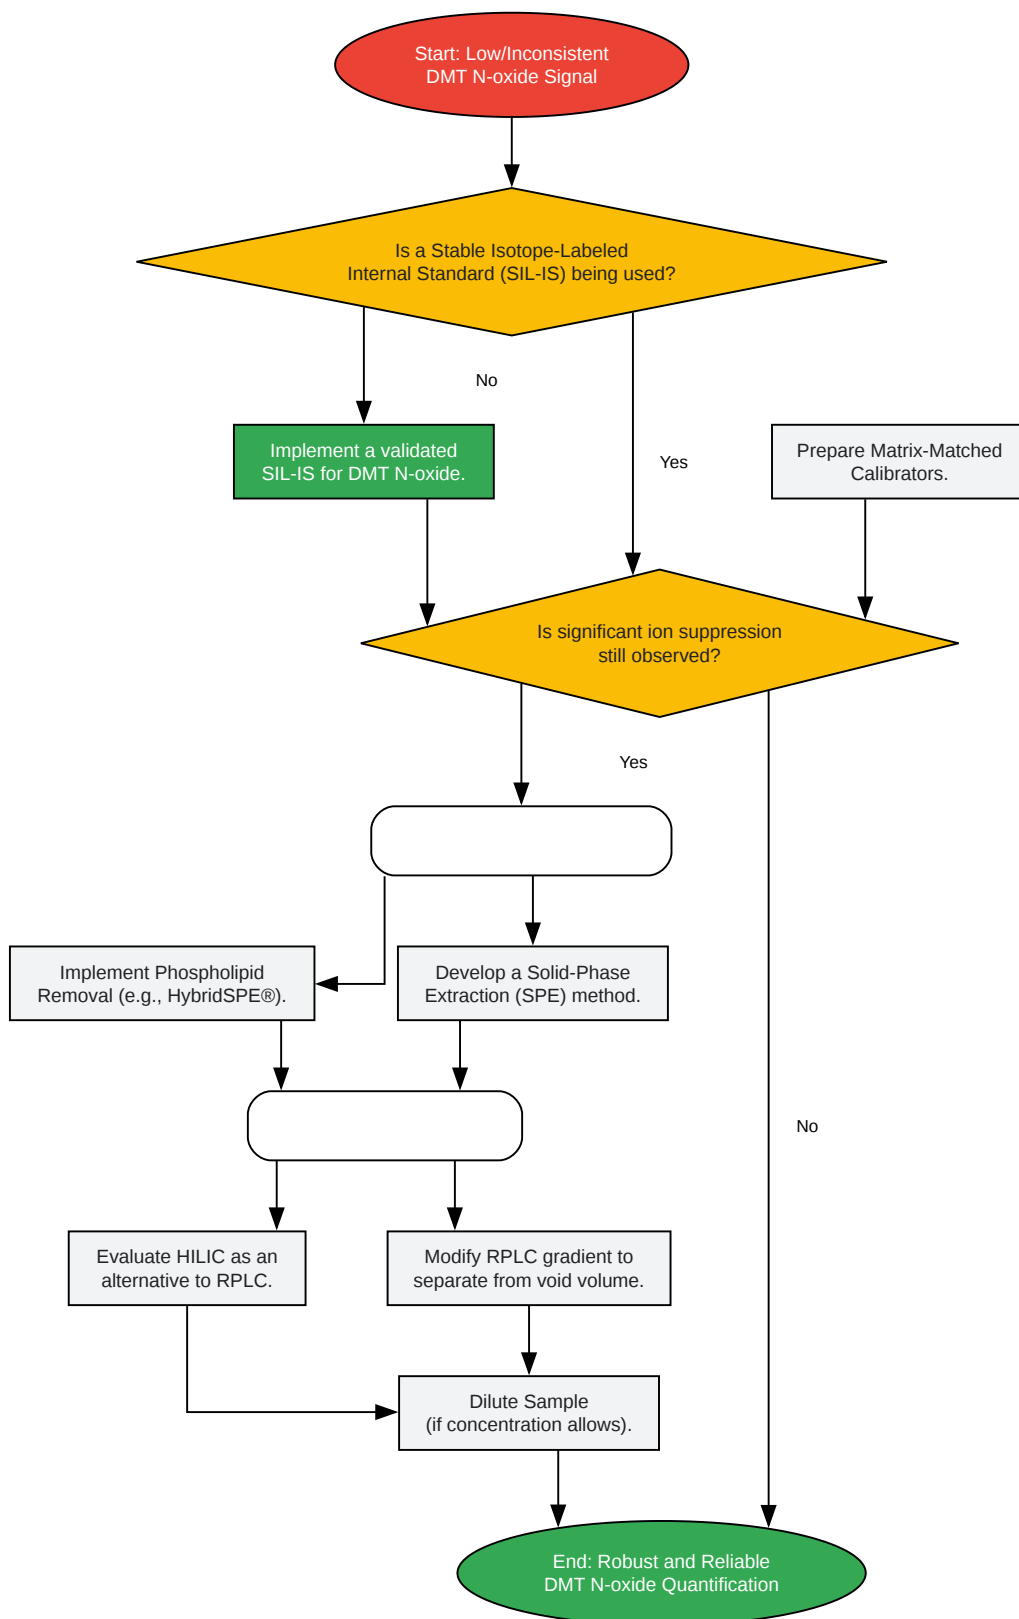 Start: Low/Inconsistent
DMT N-oxide Signal
Is a Stable Isotope-Labeled
Internal Standard (SIL-IS) being used?
No
Implement a validated
SIL-IS for DMT N-oxide.
Yes
Prepare Matrix-Matched
Calibrators.
Is significant ion suppression
still observed?
Yes
Implement Phospholipid
Removal (e.g., HybridSPE®).
Develop a Solid-Phase
Extraction (SPE) method.
No
Evaluate HILIC as an
alternative to RPLC.
Modify RPLC gradient to
separate from void volume.
Dilute Sample
(if concentration allows).
End: Robust and Reliable
DMT N-oxide Quantification